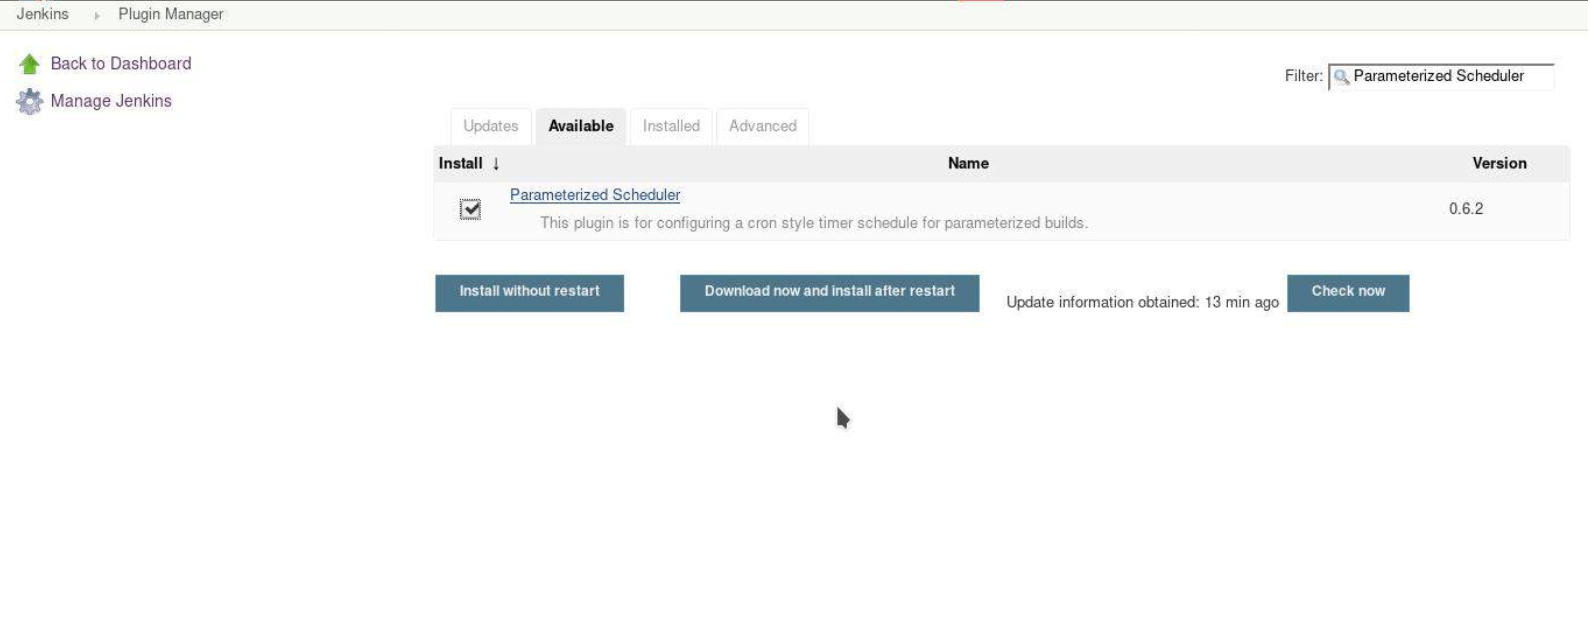 Jenkins Plugin Manager
Back to Dashboard
Manage Jenkins
Filter: Parameterized Scheduler
Updates Available Installed Advanced
Install ↓ Name Version
Parameterized Scheduler
This plugin is for configuring a cron style timer schedule for parameterized builds.
0.6.2
Install without restart Download now and install after restart Update information obtained: 13 min ago Check now